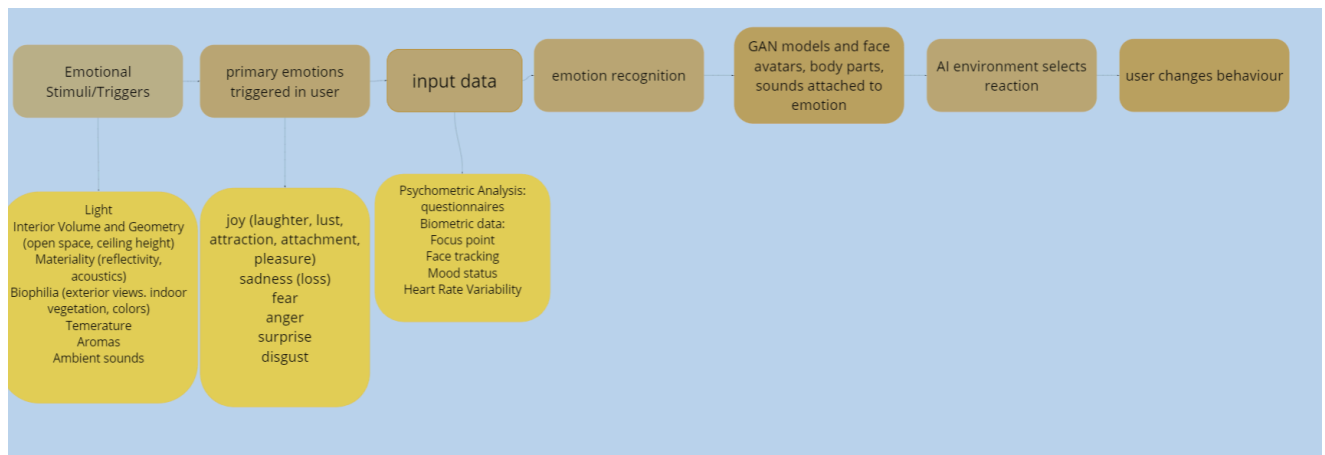 Emotional
Stimuli/Triggers
primary emotions
triggered in user
input data
emotion recognition
GAN models and face
avatars, body parts,
sounds attached to
emotion
AI environment selects
reaction
user changes behaviour
Light
Interior Volume and Geometry
(open space, ceiling height)
Materiality (reflectivity,
acoustics)
Biophilia (exterior views. indoor
vegetation, colors)
Temerature
Aromas
Ambient sounds
joy (laughter, lust,
attraction, attachment,
pleasure)
sadness (loss)
fear
anger
surprise
disgust
Psychometric Analysis:
questionnaires
Biometric data:
Focus point
Face tracking
Mood status
Heart Rate Variability